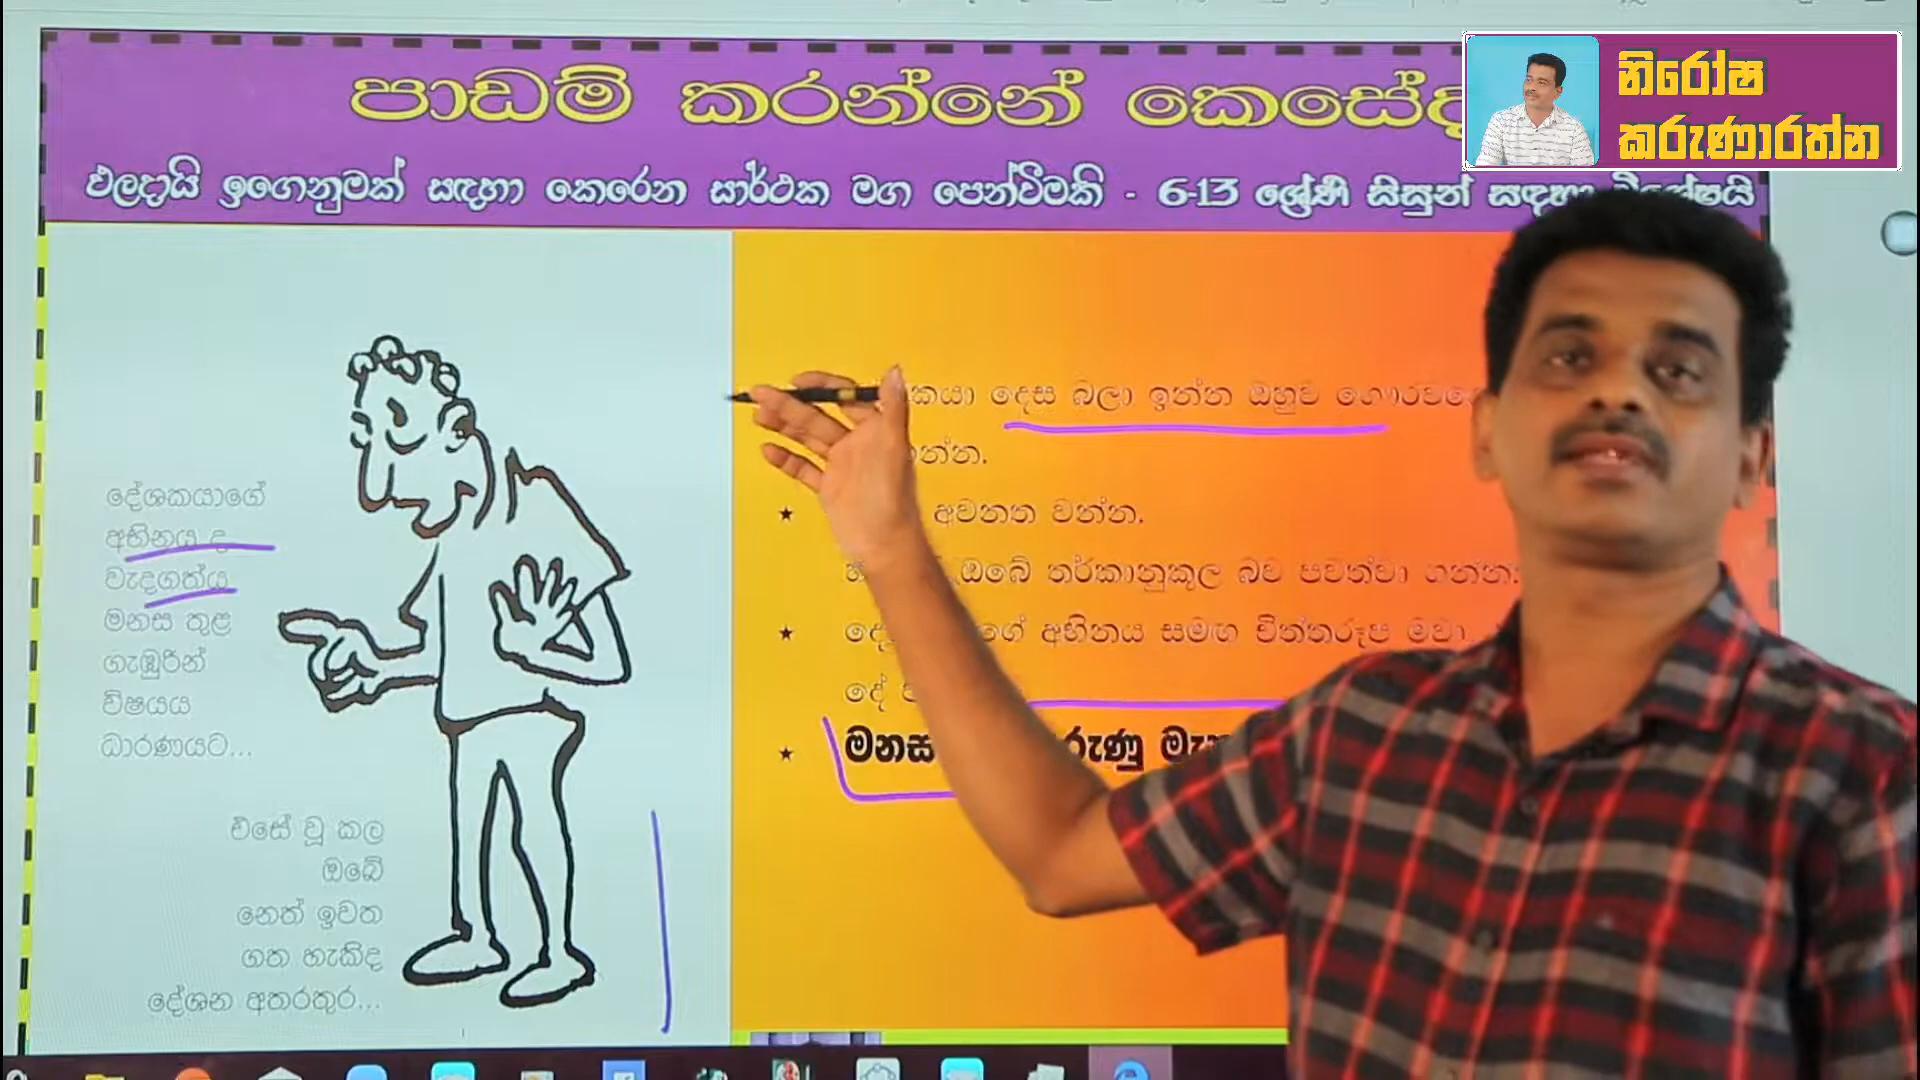 නිරෝෂ
කරුණාරත්න
පාඩම් කරන්නේ කෙසේද
ඵලදායි ඉගෙනුමක් සඳහා කෙරෙන සාර්ථක මග පෙන්වීමකි - 6-13 ශ්‍රේණි සිසුන් සඳහා විශේෂයි
දේශකයාගේ
අභිනය ද
වැදගත්ය
මනස තුළ
ගැඹුරින්
විෂයය
ධාරණයට...
එසේ වූ කල
ඔබේ
නෙත් ඉවත
ගත හැකිද
දේශන අතරතුර...
දෙස බලා ඉන්න ඔහුව
අවනත වන්න.
ඔබේ තර්කානුකූල බව පවත්වා ගන්න.
අභිනය සමඟ චිත්තරූප මවා
දේ
මනස